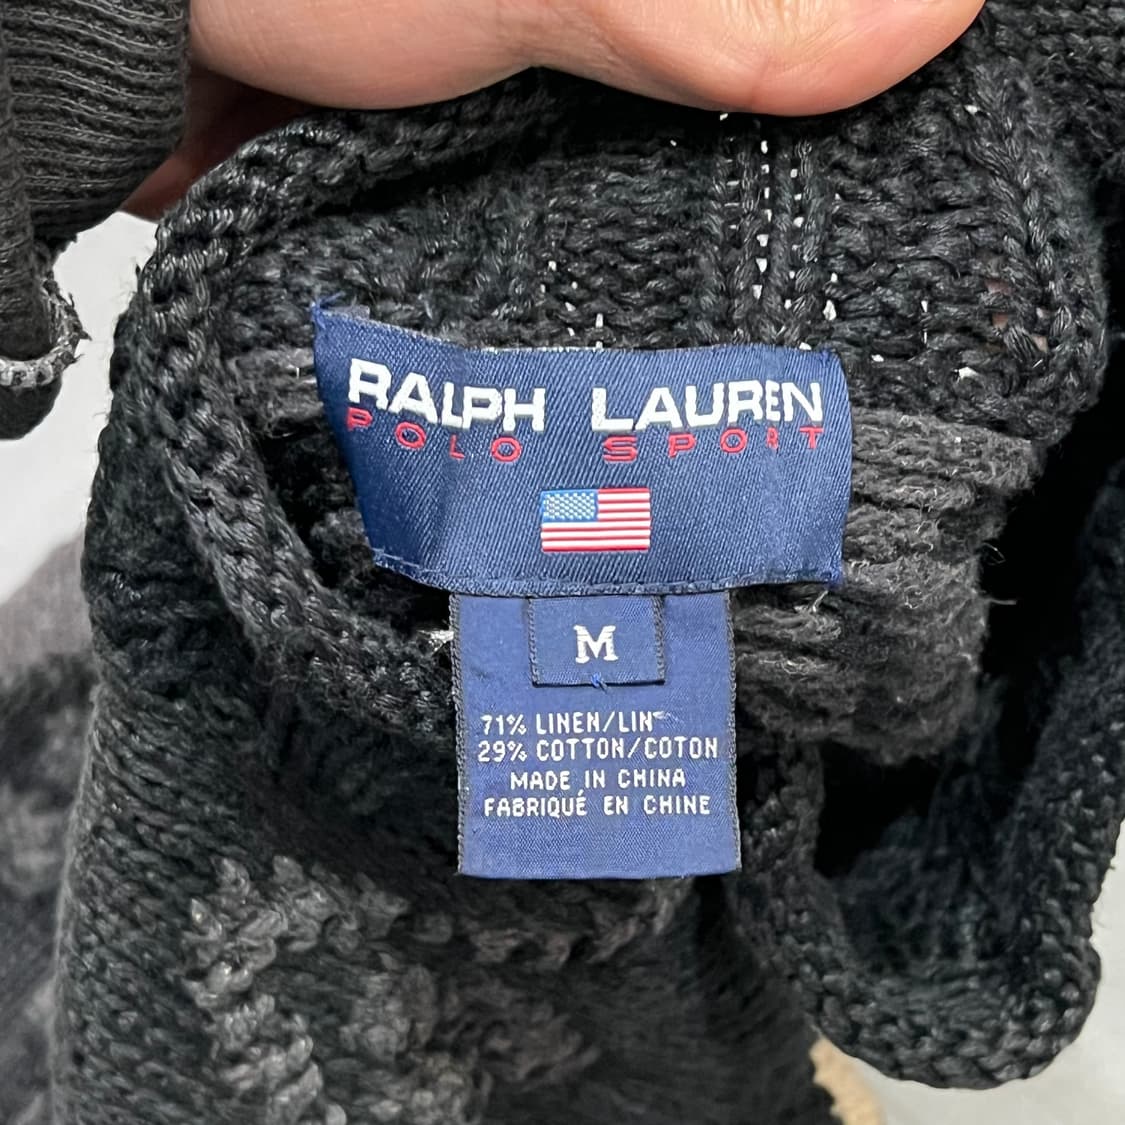 RALPH LAUREN
POLO SPORT
M
71% LINEN/LIN
29% COTTON/COTON
MADE IN CHINA
FABRIQUÉ EN CHINE